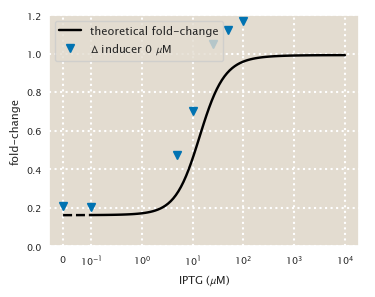 1.2
theoretical fold-change
Δ inducer 0 μM
1.0
0.8
0.6
0.4
0.2
0.0
fold-change
0 10⁻¹ 10⁰ 10¹ 10² 10³ 10⁴
IPTG (μM)